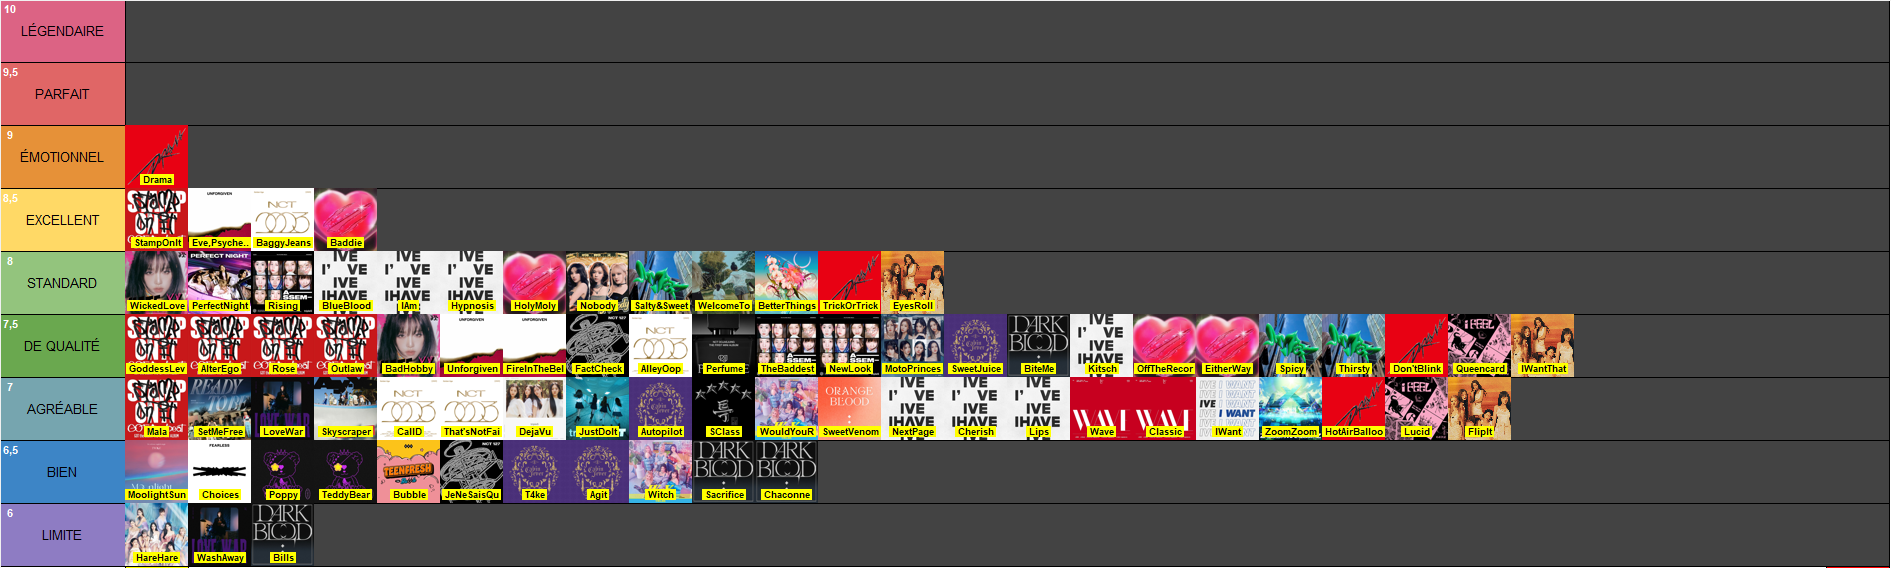 10
LÉGENDAIRE
9,5
PARFAIT
9
ÉMOTIONNEL
Drama
8,5
EXCELLENT
StampOnIt Eve,Psyche.. BaggyJeans Baddie
8
STANDARD
WickedLove PerfectNight Rising BlueBlood IAm Hypnosis HolyMoly Nobody Salty&Sweet WelcomeTo BetterThings TrickOrTrick EyesRoll
7,5
DE QUALITÉ
GoddessLev AlterEgo Rose Outlaw BadHobby Unforgiven FireInTheBel FactCheck AlleyOop Perfume TheBaddest NewLook MotoPrinces SweetJuice BiteMe Kitsch OffTheRecor EitherWay Spicy Thirsty Don'tBlink Queencard IWantThat
7
AGRÉABLE
Mala SetMeFree LoveWar Skyscraper CallD That'sNotFai DejaVu JustDoIt Autopilot SClass WouldYouR SweetVenom NextPage Cherish Lips Wave Classic IWant ZoomZoom HotAirBalloo Lucid FlipIt
6,5
BIEN
MoolightSun Choices Poppy TeddyBear Bubble JeNeSaisQu T4ke Agit Witch Sacrifice Chaconne
6
LIMITE
HareHare WashAway Bills